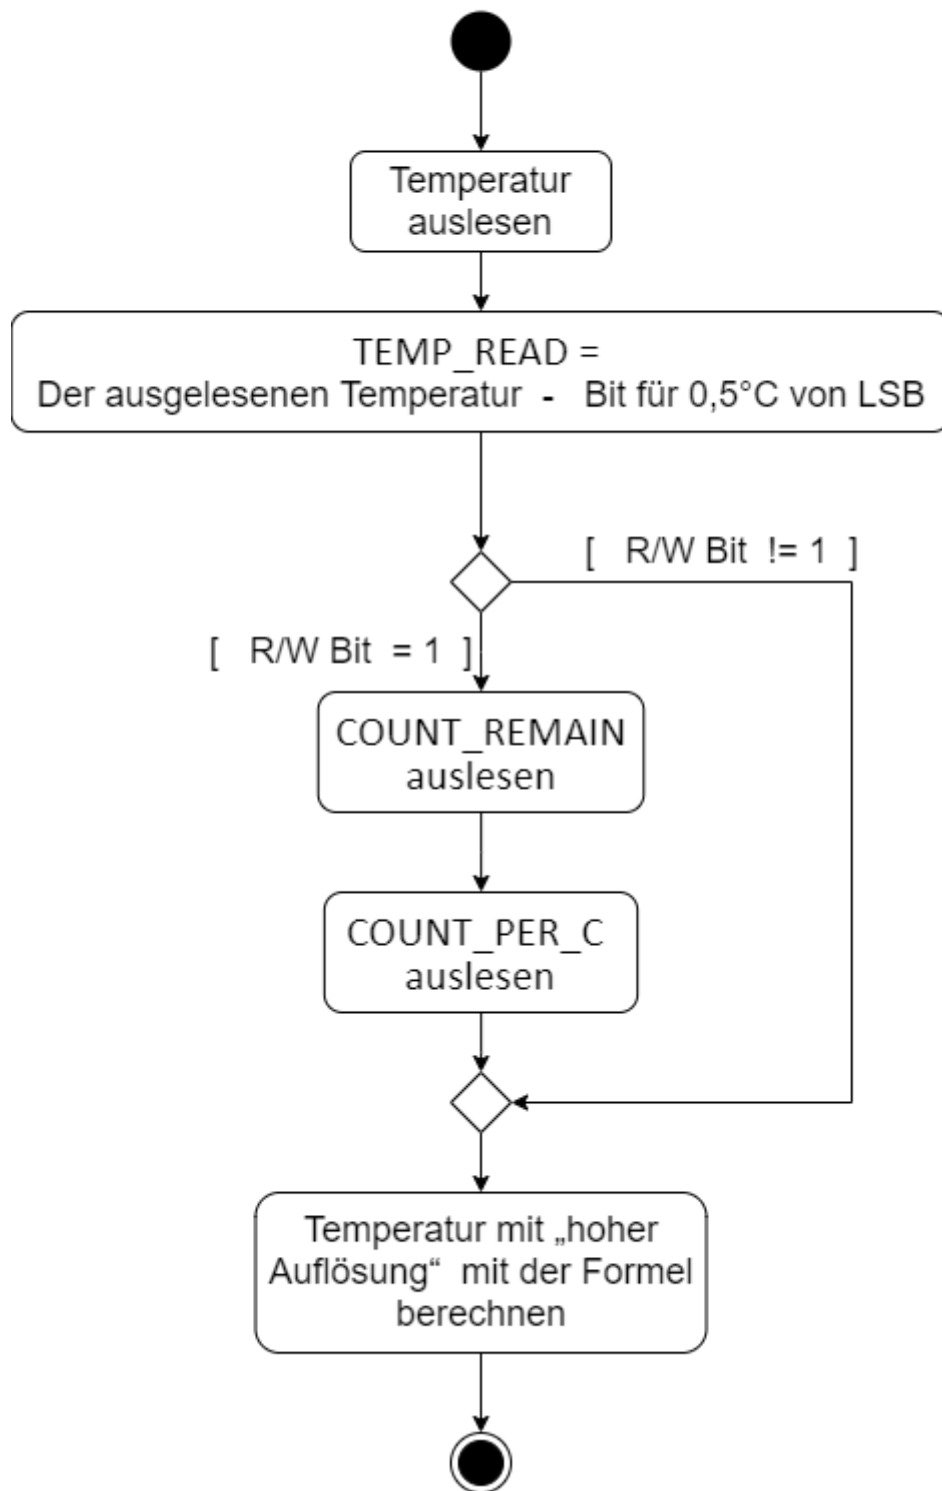 Temperatur
auslesen
TEMP_READ =
Der ausgelesenen Temperatur - Bit für 0,5°C von LSB
[ R/W Bit != 1 ]
[ R/W Bit = 1 ]
COUNT_REMAIN
auslesen
COUNT_PER_C
auslesen
Temperatur mit „hoher
Auflösung“ mit der Formel
berechnen